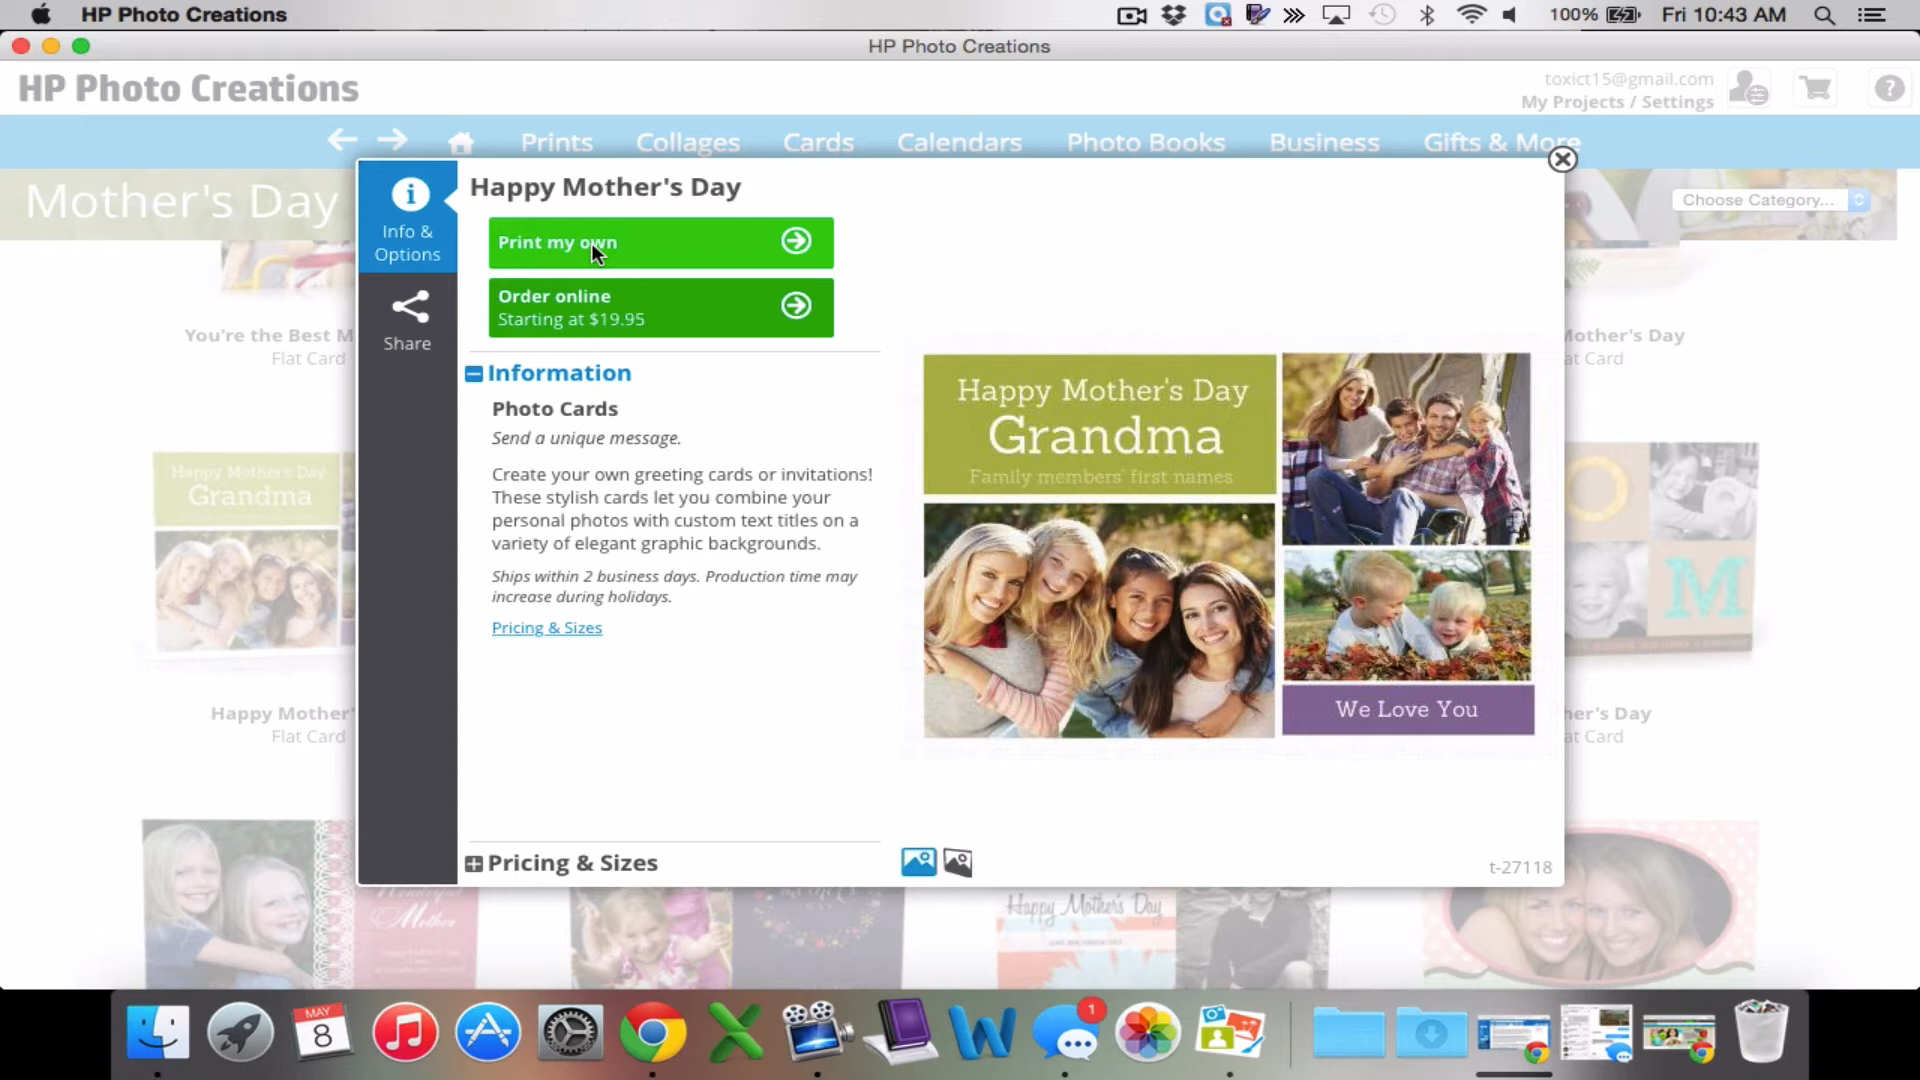 HP Photo Creations
100%
Fri 10:43 AM
HP Photo Creations
HP Photo Creations
toxict15@gmail.com
My Projects / Settings
?
Prints
Collages
Cards
Calendars
Photo Books
Business
Gifts & More
Mother's Day
Choose Category...
Happy Mother's Day
Info &
Options
Share
Print my own
Order online
Starting at $19.95
Information
Photo Cards
Send a unique message.
Create your own greeting cards or invitations!
These stylish cards let you combine your
personal photos with custom text titles on a
variety of elegant graphic backgrounds.
Ships within 2 business days. Production time may
increase during holidays.
Pricing & Sizes
Pricing & Sizes
Happy Mother's Day
Grandma
Family members' first names
We Love You
t-27118
You're the Best M
Flat Card
Mother's Day
at Card
Happy Mother's Day
Grandma
O
M
Happy Mother'
Flat Card
her's Day
at Card
Mother
Happy Mother's Day
MAY
8
W
1